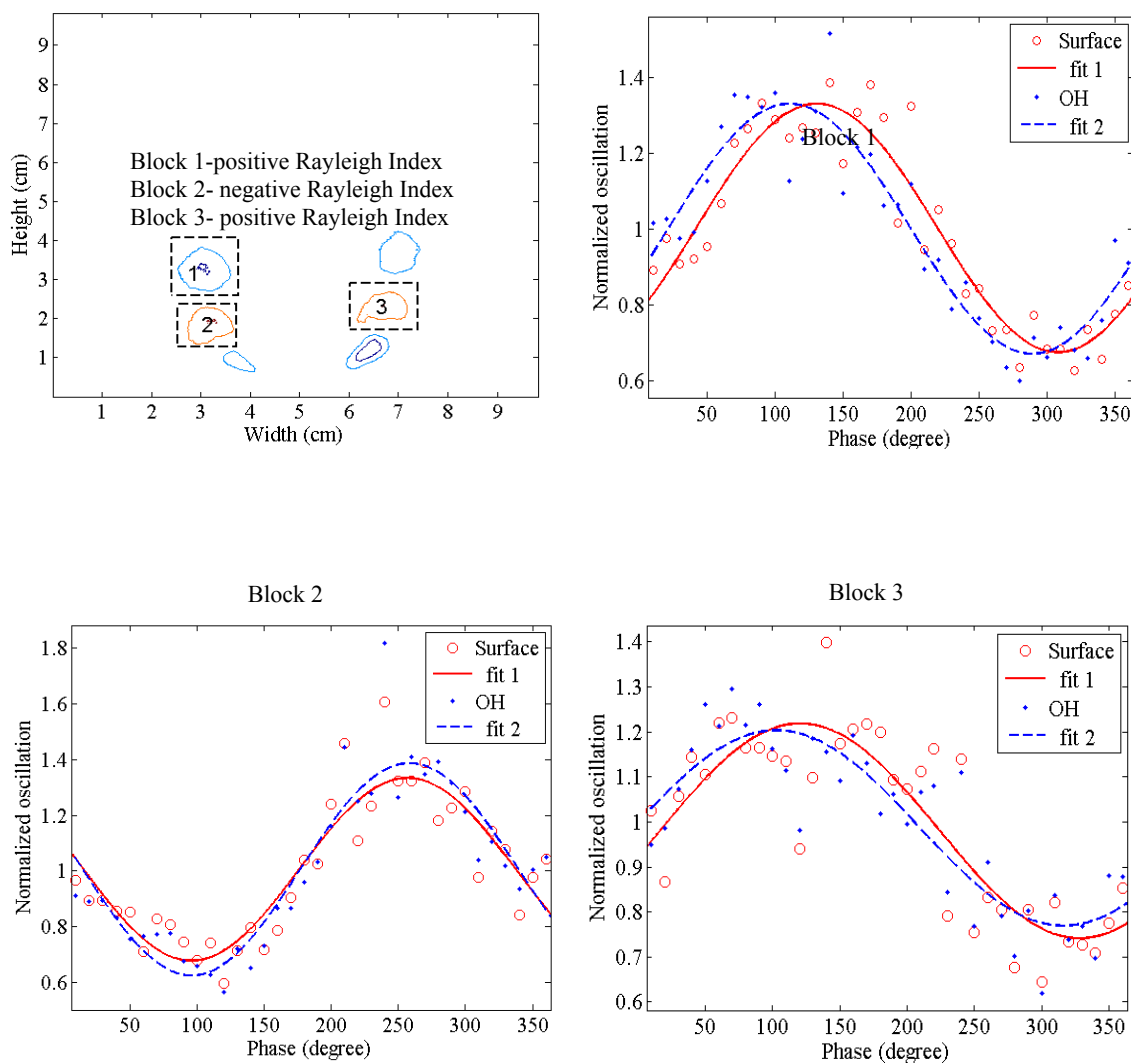 Height (cm)
9
8
7
6
5
4
3
2
1
Block 1-positive Rayleigh Index
Block 2- negative Rayleigh Index
Block 3- positive Rayleigh Index
1
2
3
1 2 3 4 5 6 7 8 9
Width (cm)
Normalized oscillation
1.4
1.2
1
0.8
0.6
Surface
fit 1
OH
fit 2
Block 1
50 100 150 200 250 300 350
Phase (degree)
Block 2
Normalized oscillation
1.8
1.6
1.4
1.2
1
0.8
0.6
Surface
fit 1
OH
fit 2
50 100 150 200 250 300 350
Phase (degree)
Block 3
Normalized oscillation
1.4
1.3
1.2
1.1
1
0.9
0.8
0.7
0.6
Surface
fit 1
OH
fit 2
50 100 150 200 250 300 350
Phase (degree)